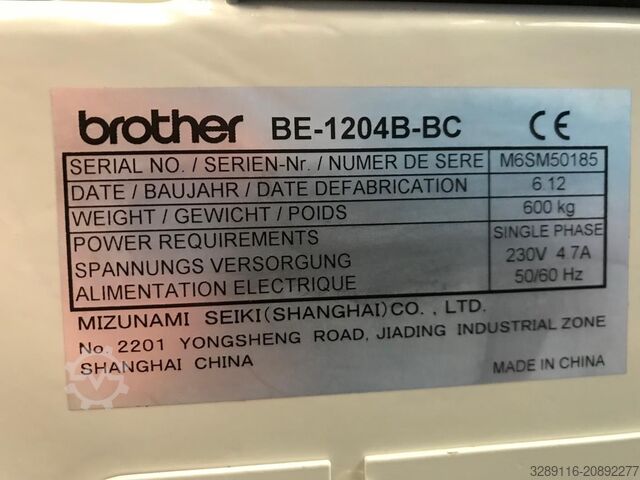 brother BE-1204B-BC CE
SERIAL NO. / SERIEN-Nr. / NUMER DE SERE M6SM50185
DATE / BAUJAHR / DATE DEFABRICATION 6.12
WEIGHT / GEWICHT / POIDS 600 kg
POWER REQUIREMENTS SINGLE PHASE
SPANNUNGS VERSORGUNG 230V 4.7A
ALIMENTATION ELECTRIQUE 50/60 Hz
MIZUNAMI SEIKI(SHANGHAI)CO. , LTD.
No. 2201 YONGSHENG ROAD, JIADING INDUSTRIAL ZONE
SHANGHAI CHINA MADE IN CHINA
3289116-20892277